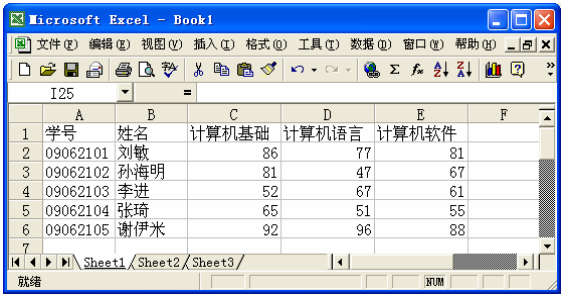 Microsoft Excel - Book1
文件(F) 编辑(E) 视图(V) 插入(I) 格式(O) 工具(T) 数据(D) 窗口(W) 帮助(H)
I25 =
A B C D E F
1 学号 姓名 计算机基础 计算机语言 计算机软件
2 09062101 刘敏 86 77 81
3 09062102 孙海明 81 47 67
4 09062103 李进 52 67 61
5 09062104 张琦 65 51 55
6 09062105 谢伊米 92 96 88
7
Sheet1 Sheet2 Sheet3
就绪 NUM